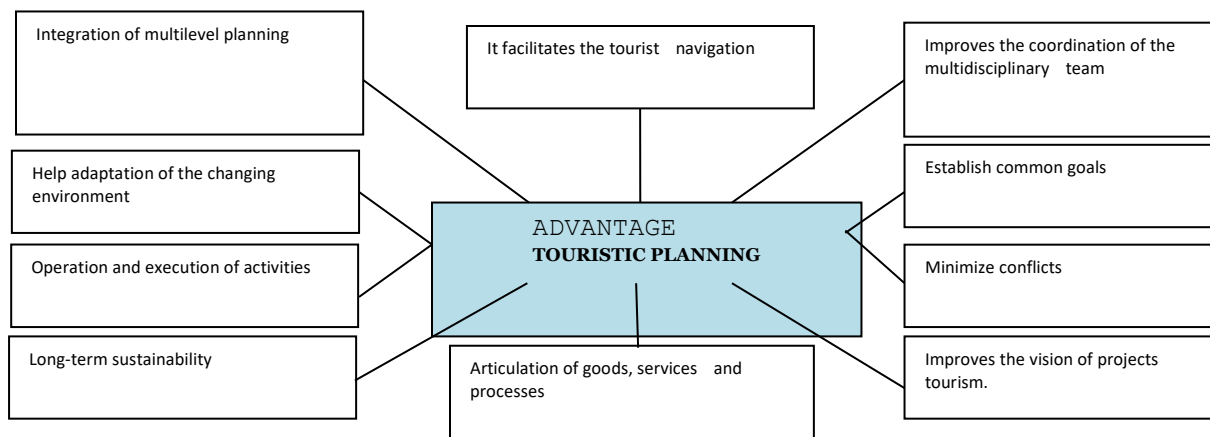 Integration of multilevel planning
It facilitates the tourist navigation
Improves the coordination of the
multidisciplinary team
Help adaptation of the changing
environment
Establish common goals
ADVANTAGE
TOURISTIC PLANNING
Operation and execution of activities
Minimize conflicts
Long-term sustainability
Articulation of goods, services and
processes
Improves the vision of projects
tourism.